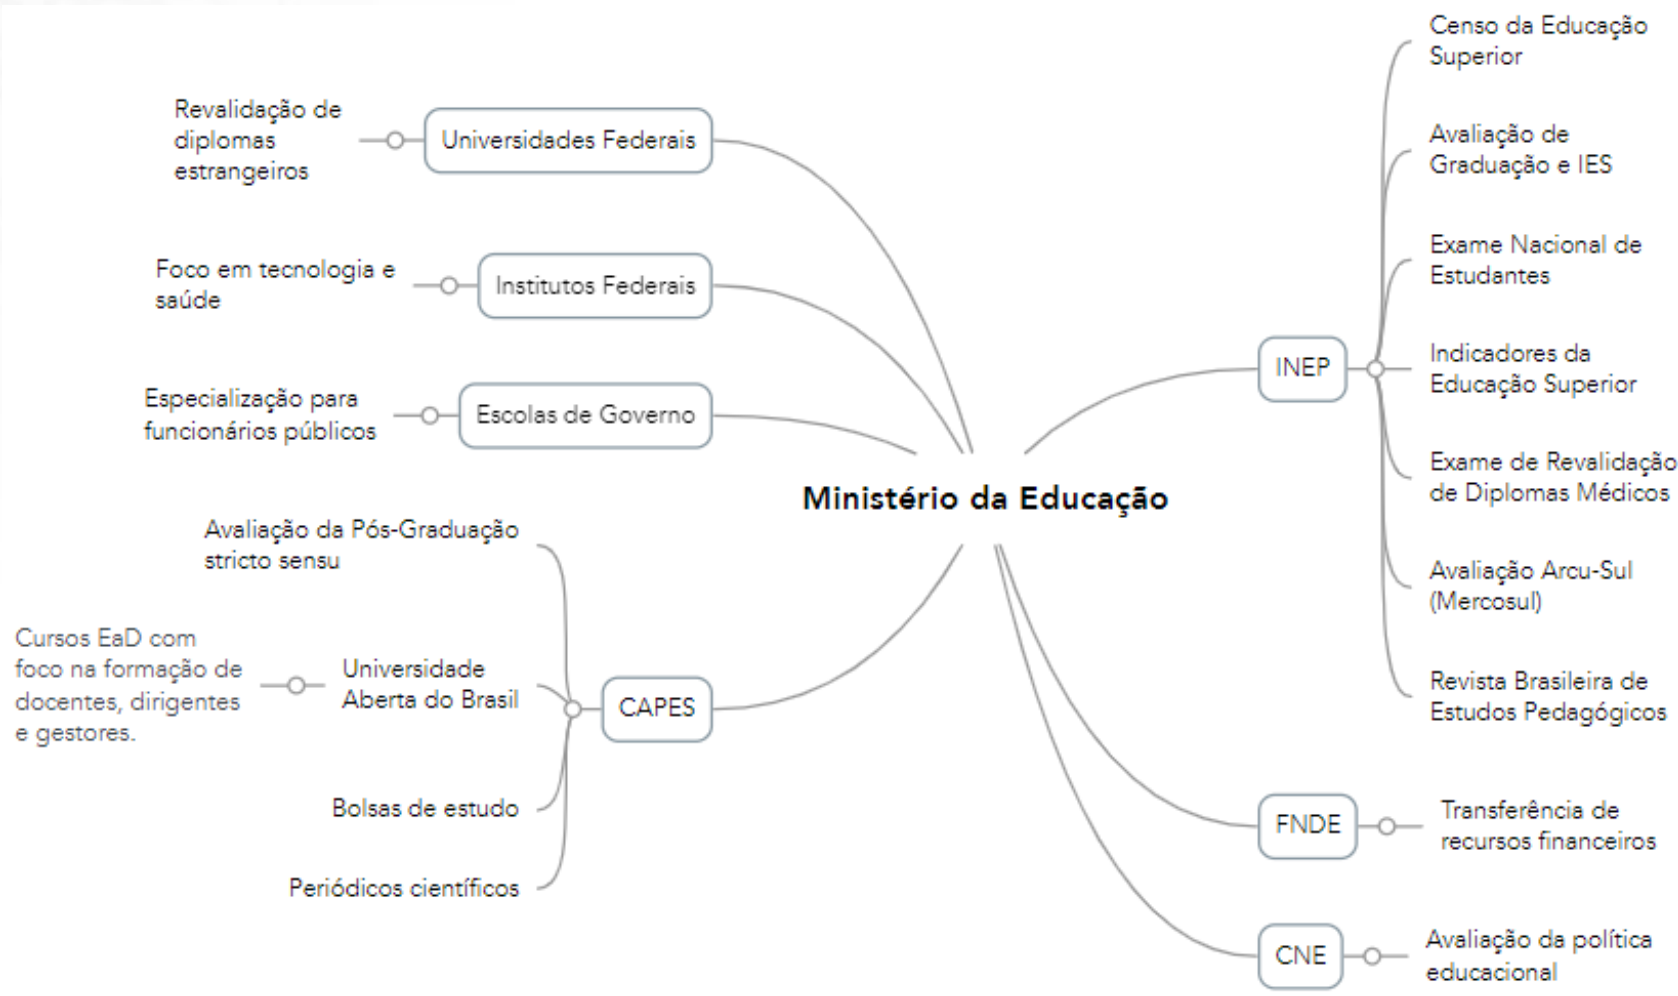 Ministério da Educação
Universidades Federais
Revalidação de
diplomas
estrangeiros
Institutos Federais
Foco em tecnologia e
saúde
Escolas de Governo
Especialização para
funcionários públicos
CAPES
Avaliação da Pós-Graduação
stricto sensu
Universidade
Aberta do Brasil
Cursos EaD com
foco na formação de
docentes, dirigentes
e gestores.
Bolsas de estudo
Periódicos científicos
INEP
Censo da Educação
Superior
Avaliação de
Graduação e IES
Exame Nacional de
Estudantes
Indicadores da
Educação Superior
Exame de Revalidação
de Diplomas Médicos
Avaliação Arcu-Sul
(Mercosul)
Revista Brasileira de
Estudos Pedagógicos
FNDE
Transferência de
recursos financeiros
CNE
Avaliação da política
educacional